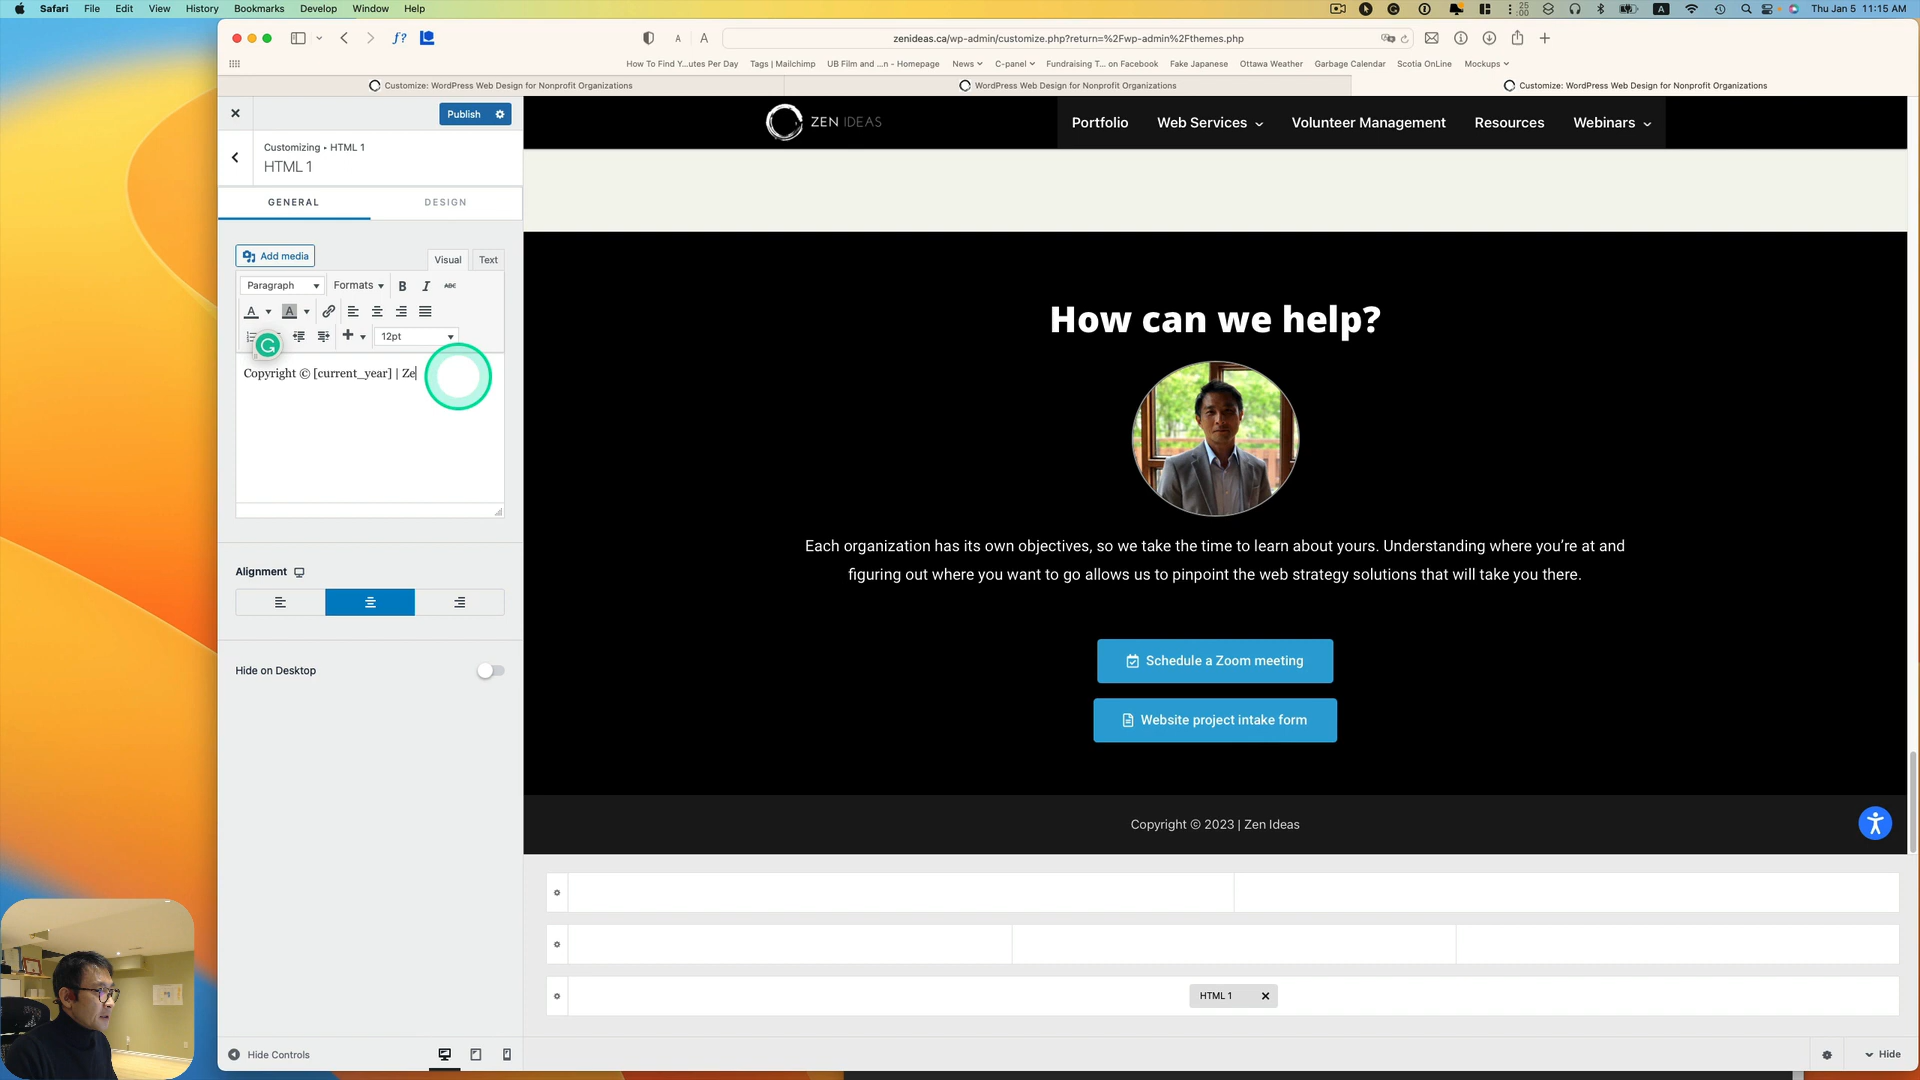 Safari File Edit View History Bookmarks Develop Window Help
25
:00
A
Thu Jan 5 11:15 AM
f?
A A
zenideas.ca/wp-admin/customize.php?return=%2Fwp-admin%2Fthemes.php
How To Find Y...utes Per Day Tags | Mailchimp UB Film and ...n - Homepage News C-panel Fundraising T... on Facebook Fake Japanese Ottawa Weather Garbage Calendar Scotia OnLine Mockups
Customize: WordPress Web Design for Nonprofit Organizations
WordPress Web Design for Nonprofit Organizations
Customize: WordPress Web Design for Nonprofit Organizations
Publish
Customizing ▸ HTML 1
HTML 1
GENERAL DESIGN
Add media
Visual Text
Paragraph Formats B I ABC
A A
12pt
Copyright © [current_year] | Ze
Alignment
Hide on Desktop
Hide Controls
ZEN IDEAS
Portfolio Web Services Volunteer Management Resources Webinars
How can we help?
Each organization has its own objectives, so we take the time to learn about yours. Understanding where you’re at and
figuring out where you want to go allows us to pinpoint the web strategy solutions that will take you there.
Schedule a Zoom meeting
Website project intake form
Copyright © 2023 | Zen Ideas
HTML 1
Hide